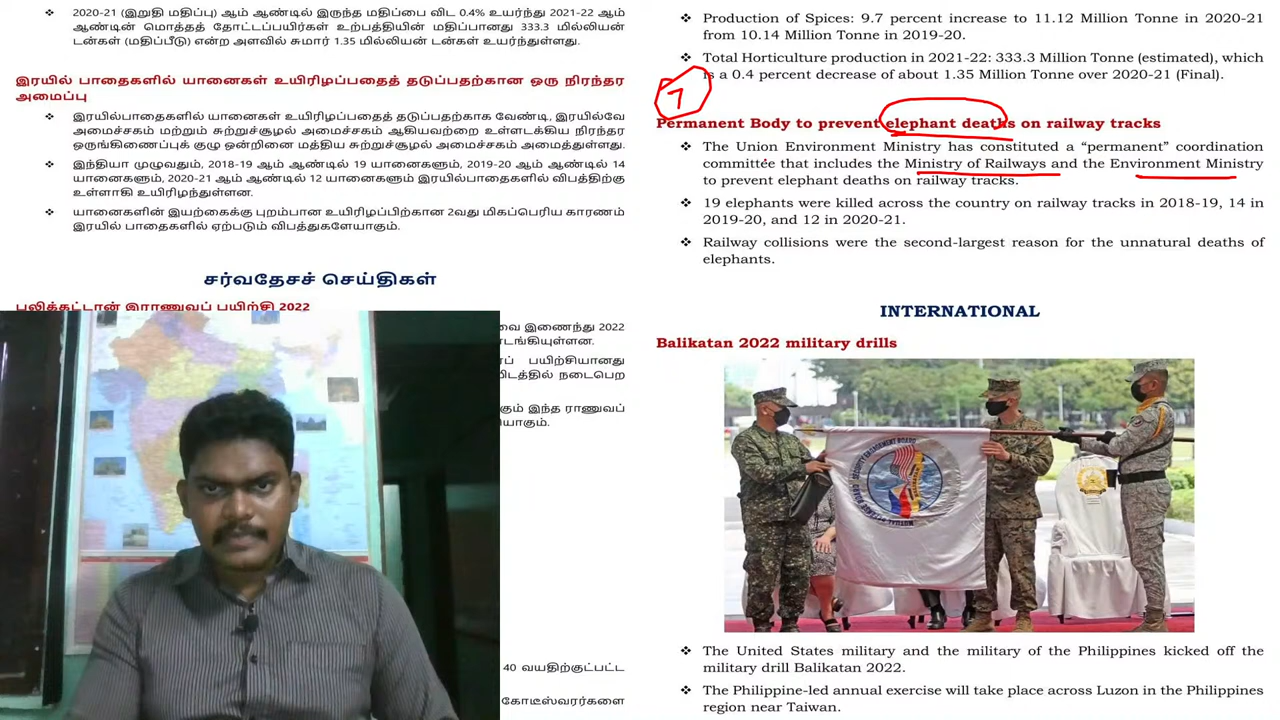 2020-21 (இறுதி மதிப்பு) ஆம் ஆண்டில் இருந்த மதிப்பை விட 0.4% உயர்ந்து 2021-22 ஆம்
ஆண்டின் மொத்தத் தோட்டப்பயிர்கள் உற்பத்தியின் மதிப்பானது 333.3 மில்லியன்
டன்கள் (மதிப்பீடு) என்ற அளவில் சுமார் 1.35 மில்லியன் டன்கள் உயர்ந்துள்ளது.
இரயில் பாதைகளில் யானைகள் உயிரிழப்பதைத் தடுப்பதற்கான ஒரு நிரந்தர
அமைப்பு
இரயில்பாதைகளில் யானைகள் உயிரிழப்பதைத் தடுப்பதற்காக வேண்டி, இரயில்வே
அமைச்சகம் மற்றும் சுற்றுச்சூழல் அமைச்சகம் ஆகியவற்றை உள்ளடக்கிய நிரந்தர
ஒருங்கிணைப்புக் குழு ஒன்றினை மத்திய சுற்றுச்சூழல் அமைச்சகம் அமைத்துள்ளது.
இந்தியா முழுவதும், 2018-19 ஆம் ஆண்டில் 19 யானைகளும், 2019-20 ஆம் ஆண்டில் 14
யானைகளும், 2020-21 ஆம் ஆண்டில் 12 யானைகளும் இரயில்பாதைகளில் விபத்திற்கு
உள்ளாகி உயிரிழந்துள்ளன.
யானைகளின் இயற்கைக்கு புறம்பான உயிரிழப்பிற்கான 2வது மிகப்பெரிய காரணம்
இரயில் பாதைகளில் ஏற்படும் விபத்துகளேயாகும்.
சர்வதேசச் செய்திகள்
பலிக்கட்டான் இராணுவப் பயிற்சி 2022
வை இணைந்து 2022
டங்கியுள்ளன.
ப் பயிற்சியானது
விடத்தில் நடைபெற
கும் இந்த ராணுவப்
யாகும்.
40 வயதிற்குட்பட்ட
கோடீஸ்வரர்களை
Production of Spices: 9.7 percent increase to 11.12 Million Tonne in 2020-21
from 10.14 Million Tonne in 2019-20.
Total Horticulture production in 2021-22: 333.3 Million Tonne (estimated), which
is a 0.4 percent decrease of about 1.35 Million Tonne over 2020-21 (Final).
7
Permanent Body to prevent elephant deaths on railway tracks
The Union Environment Ministry has constituted a “permanent” coordination
committee that includes the Ministry of Railways and the Environment Ministry
to prevent elephant deaths on railway tracks.
19 elephants were killed across the country on railway tracks in 2018-19, 14 in
2019-20, and 12 in 2020-21.
Railway collisions were the second-largest reason for the unnatural deaths of
elephants.
INTERNATIONAL
Balikatan 2022 military drills
The United States military and the military of the Philippines kicked off the
military drill Balikatan 2022.
The Philippine-led annual exercise will take place across Luzon in the Philippines
region near Taiwan.